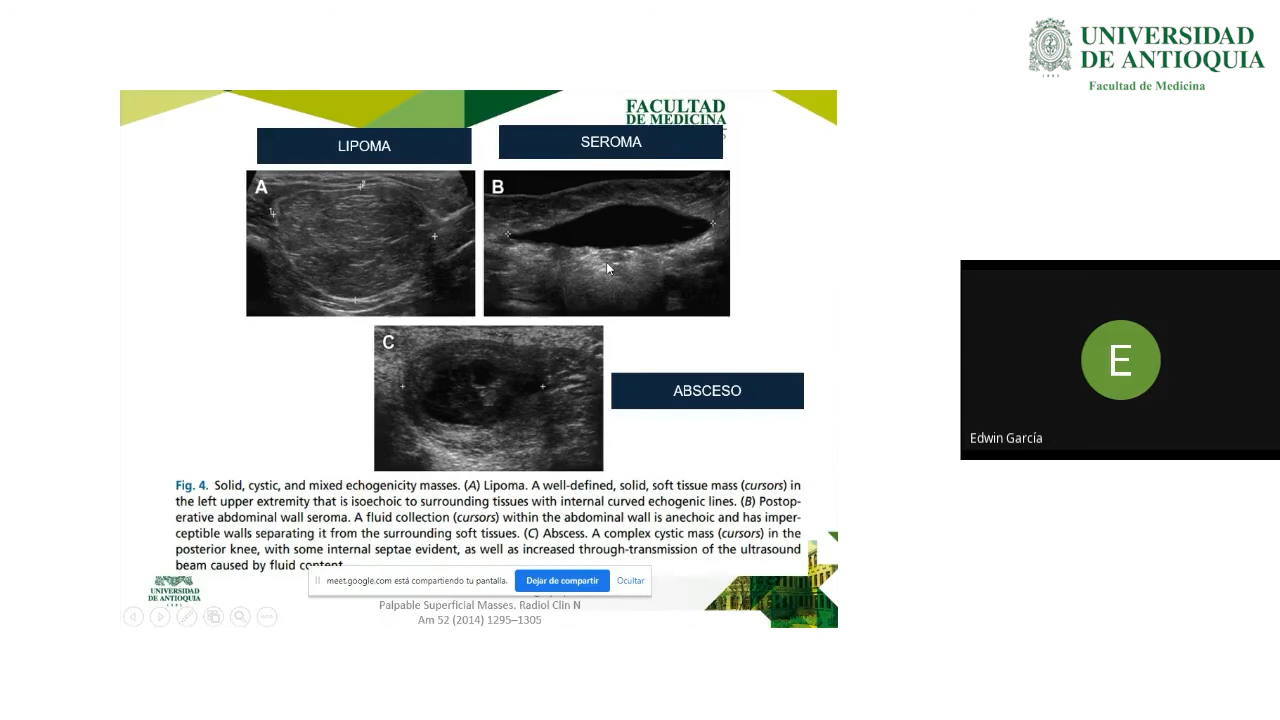 UNIVERSIDAD
DE ANTIOQUIA
Facultad de Medicina
FACULTAD
DE MEDICINA
LIPOMA
SEROMA
A
B
C
ABSCESO
Fig. 4. Solid, cystic, and mixed echogenicity masses. (A) Lipoma. A well-defined, solid, soft tissue mass (cursors) in
the left upper extremity that is isoechoic to surrounding tissues with internal curved echogenic lines. (B) Postop-
erative abdominal wall seroma. A fluid collection (cursors) within the abdominal wall is anechoic and has imper-
ceptible walls separating it from the surrounding soft tissues. (C) Abscess. A complex cystic mass (cursors) in the
posterior knee, with some internal septae evident, as well as increased through-transmission of the ultrasound
beam caused by fluid content.
meet.google.com está compartiendo tu pantalla.
Dejar de compartir
Ocultar
UNIVERSIDAD
DE ANTIOQUIA
Palpable Superficial Masses. Radiol Clin N
Am 52 (2014) 1295–1305
E
Edwin García